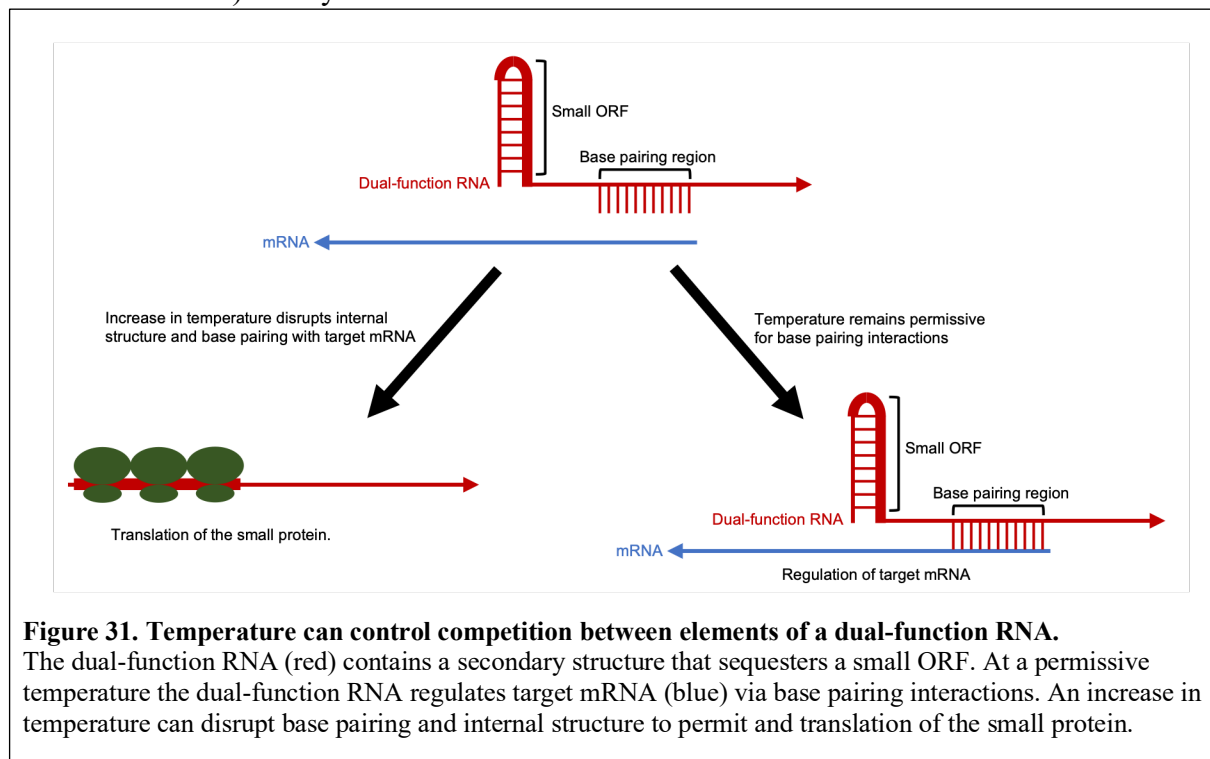 Small ORF
Base pairing region
Dual-function RNA
mRNA
Increase in temperature disrupts internal
structure and base pairing with target mRNA
Temperature remains permissive
for base pairing interactions
Small ORF
Base pairing region
Dual-function RNA
mRNA
Translation of the small protein.
Regulation of target mRNA
Figure 31. Temperature can control competition between elements of a dual-function RNA.
The dual-function RNA (red) contains a secondary structure that sequesters a small ORF. At a permissive
temperature the dual-function RNA regulates target mRNA (blue) via base pairing interactions. An increase in
temperature can disrupt base pairing and internal structure to permit and translation of the small protein.